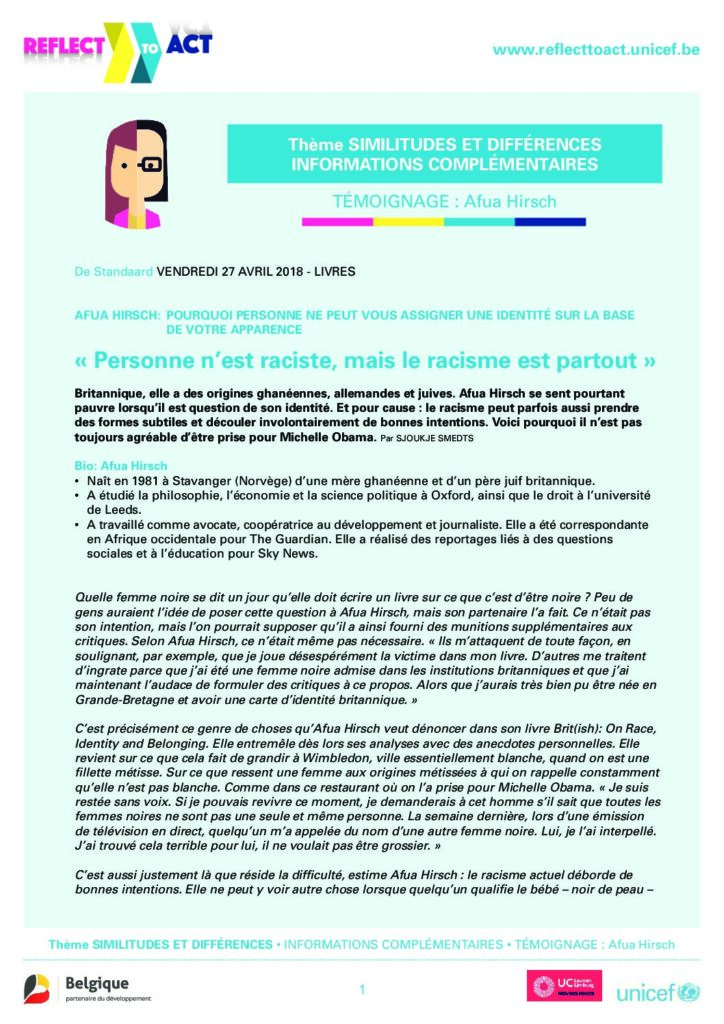 REFLECT TO ACT
www.reflecttoact.unicef.be
Thème SIMILITUDES ET DIFFÉRENCES
INFORMATIONS COMPLÉMENTAIRES
TÉMOIGNAGE : Afua Hirsch
De Standaard VENDREDI 27 AVRIL 2018 - LIVRES
AFUA HIRSCH: POURQUOI PERSONNE NE PEUT VOUS ASSIGNER UNE IDENTITÉ SUR LA BASE
DE VOTRE APPARENCE
« Personne n’est raciste, mais le racisme est partout »
Britannique, elle a des origines ghanéennes, allemandes et juives. Afua Hirsch se sent pourtant
pauvre lorsqu’il est question de son identité. Et pour cause : le racisme peut parfois aussi prendre
des formes subtiles et découler involontairement de bonnes intentions. Voici pourquoi il n’est pas
toujours agréable d’être prise pour Michelle Obama. Par SJOUKJE SMEDTS
Bio: Afua Hirsch
• Naît en 1981 à Stavanger (Norvège) d’une mère ghanéenne et d’un père juif britannique.
• A étudié la philosophie, l’économie et la science politique à Oxford, ainsi que le droit à l’université
de Leeds.
• A travaillé comme avocate, coopératrice au développement et journaliste. Elle a été correspondante
en Afrique occidentale pour The Guardian. Elle a réalisé des reportages liés à des questions
sociales et à l’éducation pour Sky News.
Quelle femme noire se dit un jour qu’elle doit écrire un livre sur ce que c’est d’être noire ? Peu de
gens auraient l’idée de poser cette question à Afua Hirsch, mais son partenaire l’a fait. Ce n’était pas
son intention, mais l’on pourrait supposer qu’il a ainsi fourni des munitions supplémentaires aux
critiques. Selon Afua Hirsch, ce n’était même pas nécessaire. « Ils m’attaquent de toute façon, en
soulignant, par exemple, que je joue désespérément la victime dans mon livre. D’autres me traitent
d’ingrate parce que j’ai été une femme noire admise dans les institutions britanniques et que j’ai
maintenant l’audace de formuler des critiques à ce propos. Alors que j’aurais très bien pu être née en
Grande-Bretagne et avoir une carte d’identité britannique. »
C’est précisément ce genre de choses qu’Afua Hirsch veut dénoncer dans son livre Brit(ish): On Race,
Identity and Belonging. Elle entremêle dès lors ses analyses avec des anecdotes personnelles. Elle
revient sur ce que cela fait de grandir à Wimbledon, ville essentiellement blanche, quand on est une
fillette métisse. Sur ce que ressent une femme aux origines métissées à qui on rappelle constamment
qu’elle n’est pas blanche. Comme dans ce restaurant où on l’a prise pour Michelle Obama. « Je suis
restée sans voix. Si je pouvais revivre ce moment, je demanderais à cet homme s’il sait que toutes les
femmes noires ne sont pas une seule et même personne. La semaine dernière, lors d’une émission
de télévision en direct, quelqu’un m’a appelée du nom d’une autre femme noire. Lui, je l’ai interpellé.
J’ai trouvé cela terrible pour lui, il ne voulait pas être grossier. »
C’est aussi justement là que réside la difficulté, estime Afua Hirsch : le racisme actuel déborde de
bonnes intentions. Elle ne peut y voir autre chose lorsque quelqu’un qualifie le bébé – noir de peau –
Thème SIMILITUDES ET DIFFÉRENCES • INFORMATIONS COMPLÉMENTAIRES • TÉMOIGNAGE : Afua Hirsch
Belgique
partenaire du développement
1
UC Leuven Limburg
MOVING MINDS
unicef